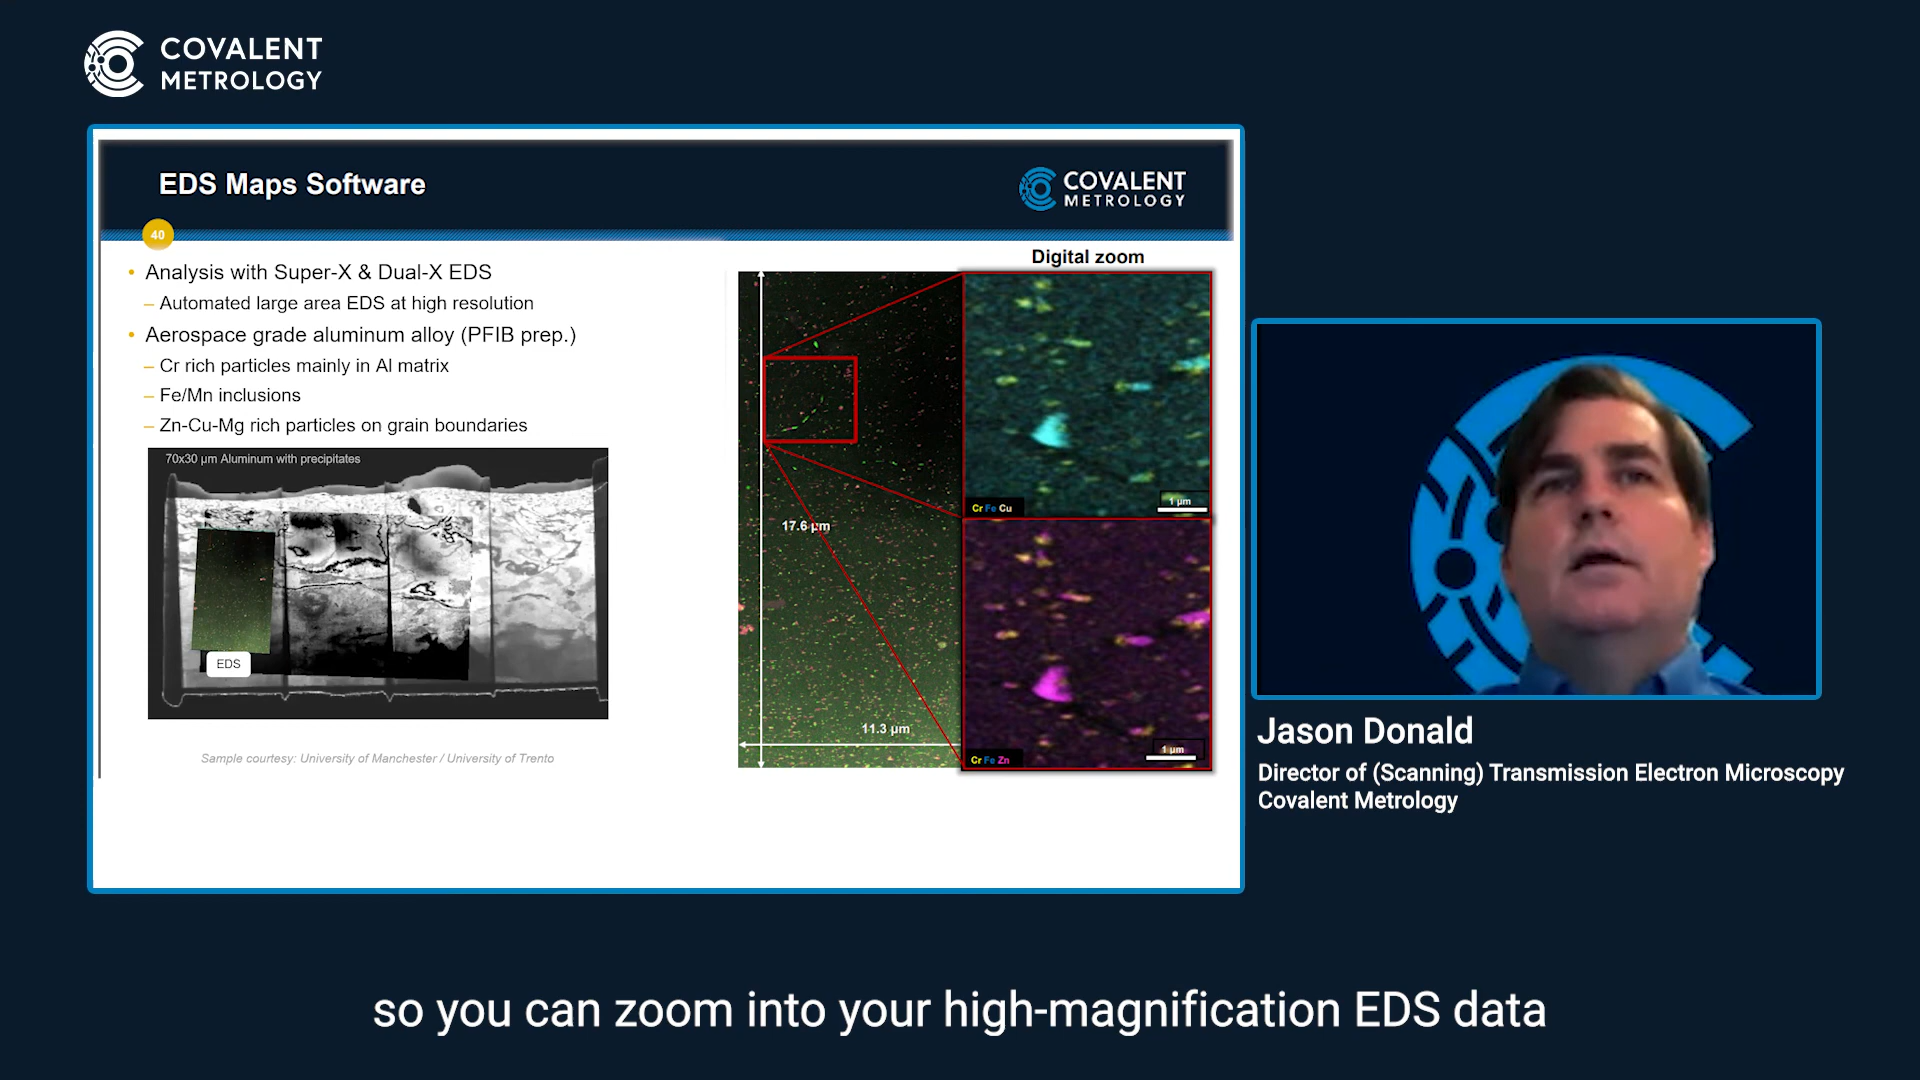 COVALENT
METROLOGY
EDS Maps Software
COVALENT
METROLOGY
40
• Analysis with Super-X & Dual-X EDS
– Automated large area EDS at high resolution
• Aerospace grade aluminum alloy (PFIB prep.)
– Cr rich particles mainly in Al matrix
– Fe/Mn inclusions
– Zn-Cu-Mg rich particles on grain boundaries
70x30 µm Aluminum with precipitates
EDS
Sample courtesy: University of Manchester / University of Trento
Digital zoom
17.6 µm
11.3 µm
Cr Fe Cu
1 µm
Cr Fe Zn
1 µm
Jason Donald
Director of (Scanning) Transmission Electron Microscopy
Covalent Metrology
so you can zoom into your high-magnification EDS data